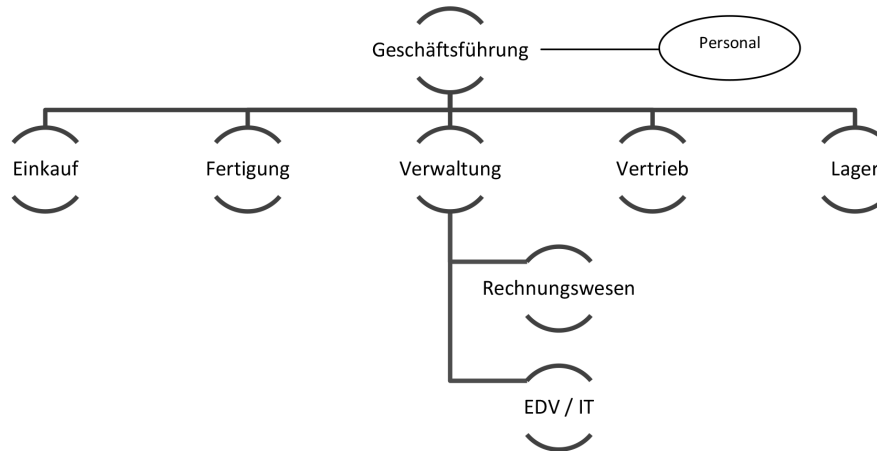 Geschäftsführung
Personal
Einkauf
Fertigung
Verwaltung
Vertrieb
Lager
Rechnungswesen
EDV / IT